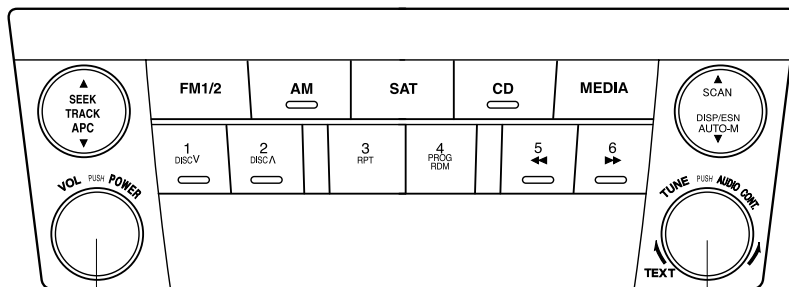 ▲
SEEK
TRACK
APC
▼
FM1/2 AM SAT CD MEDIA
▲
SCAN
DISP/ESN
AUTO-M
▼
1
DISC∨
2
DISC∧
3
RPT
4
PROG
RDM
5
◀◀
6
▶▶
VOL PUSH POWER
TUNE PUSH AUDIO CONT.
TEXT